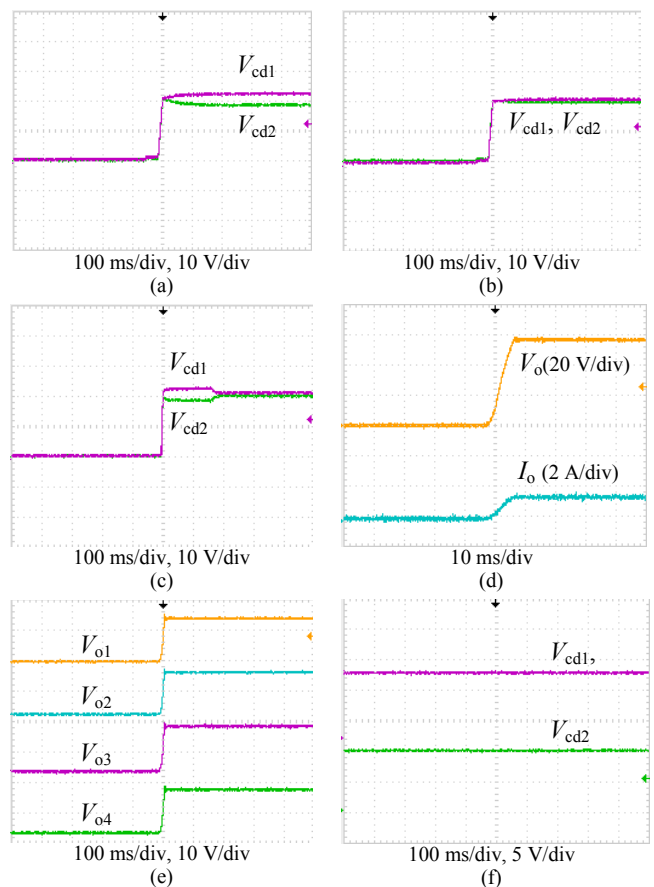 Vcd1
Vcd2
100 ms/div, 10 V/div
(a)
Vcd1, Vcd2
100 ms/div, 10 V/div
(b)
Vcd1
Vcd2
100 ms/div, 10 V/div
(c)
Vo(20 V/div)
Io (2 A/div)
10 ms/div
(d)
Vo1
Vo2
Vo3
Vo4
100 ms/div, 10 V/div
(e)
Vcd1,
Vcd2
100 ms/div, 5 V/div
(f)